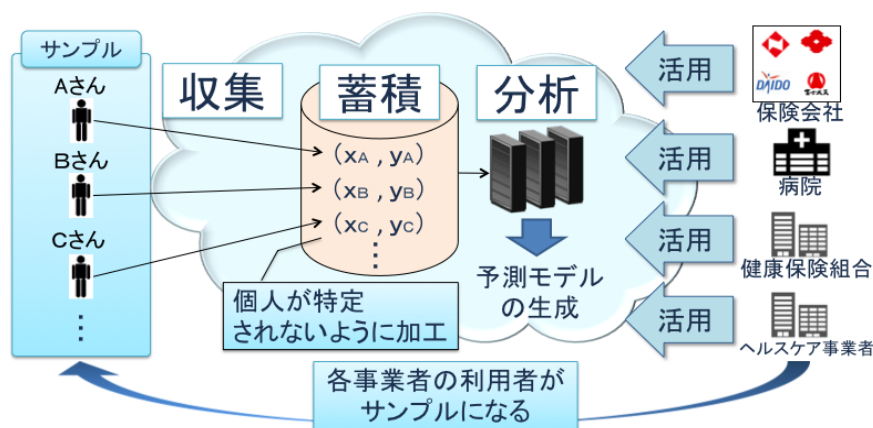 サンプル
Aさん
Bさん
Cさん
⋮
収集
蓄積
分析
(xA , yA)
(xB , yB)
(xC , yC)
⋮
個人が特定
されないように加工
予測モデル
の生成
活用
DAIDO
保険会社
活用
病院
活用
健康保険組合
活用
ヘルスケア事業者
各事業者の利用者が
サンプルになる